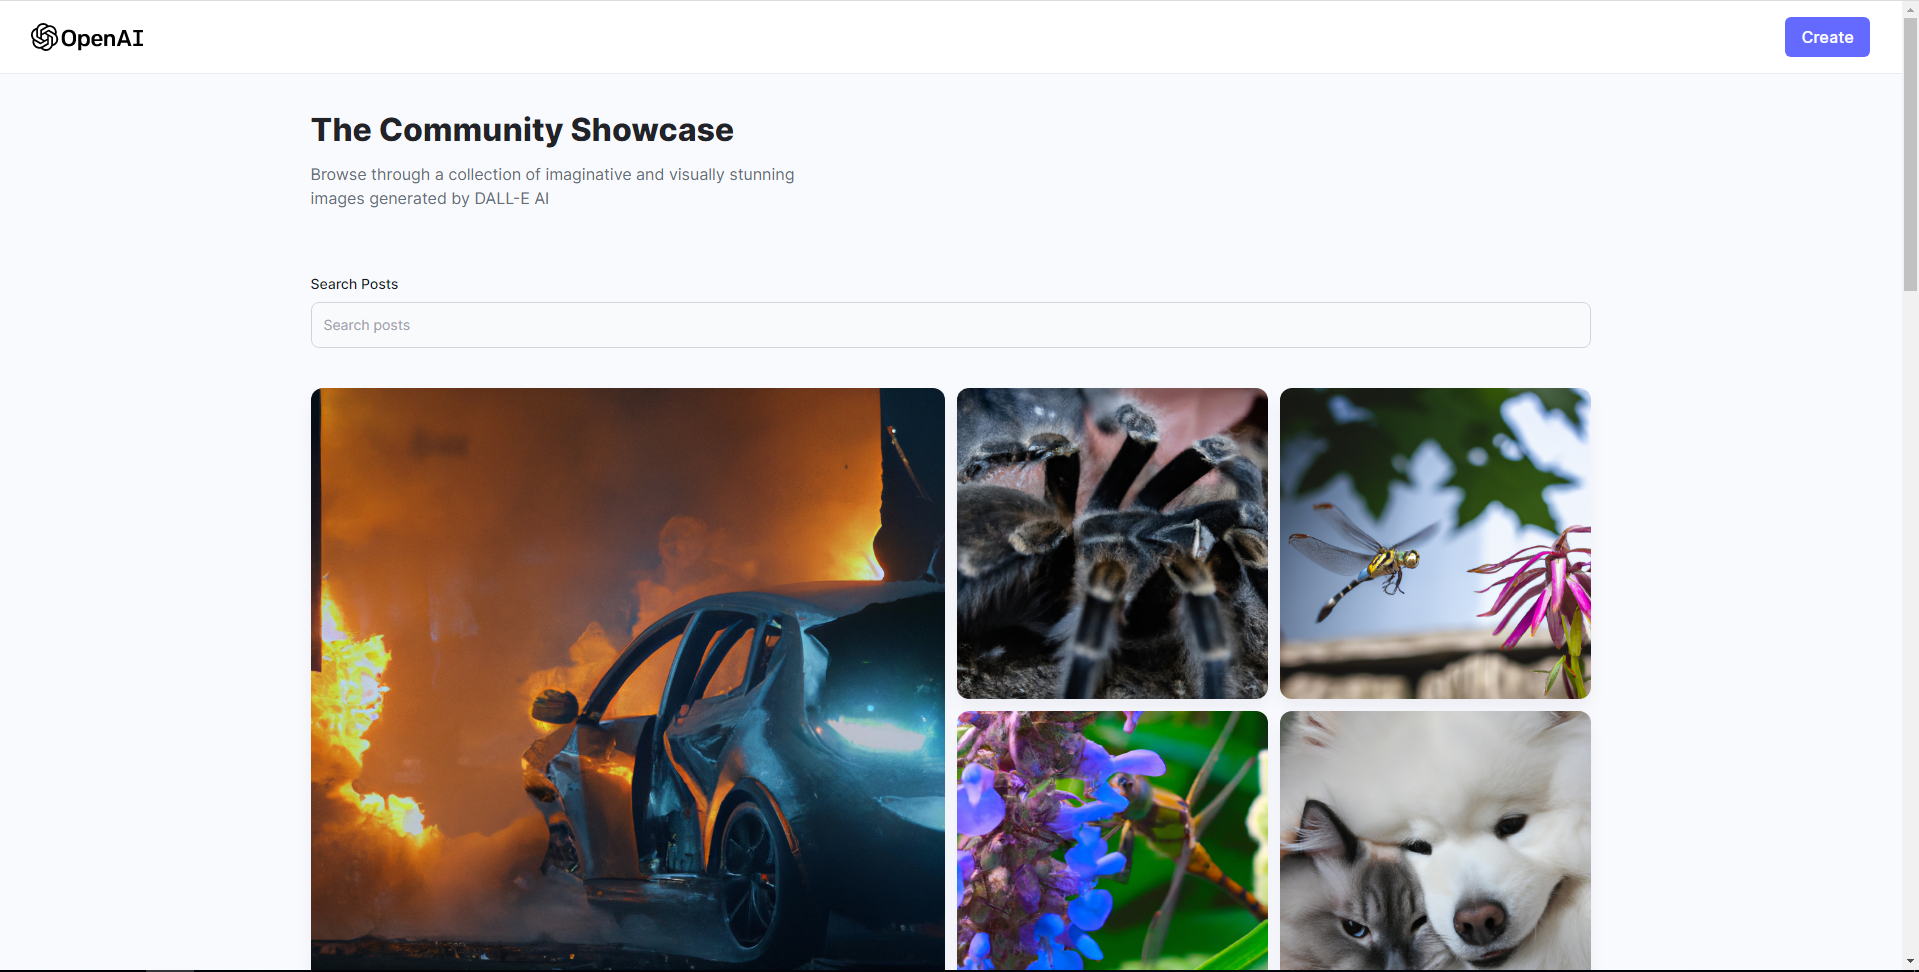 OpenAI
Create
The Community Showcase
Browse through a collection of imaginative and visually stunning
images generated by DALL-E AI
Search Posts
Search posts